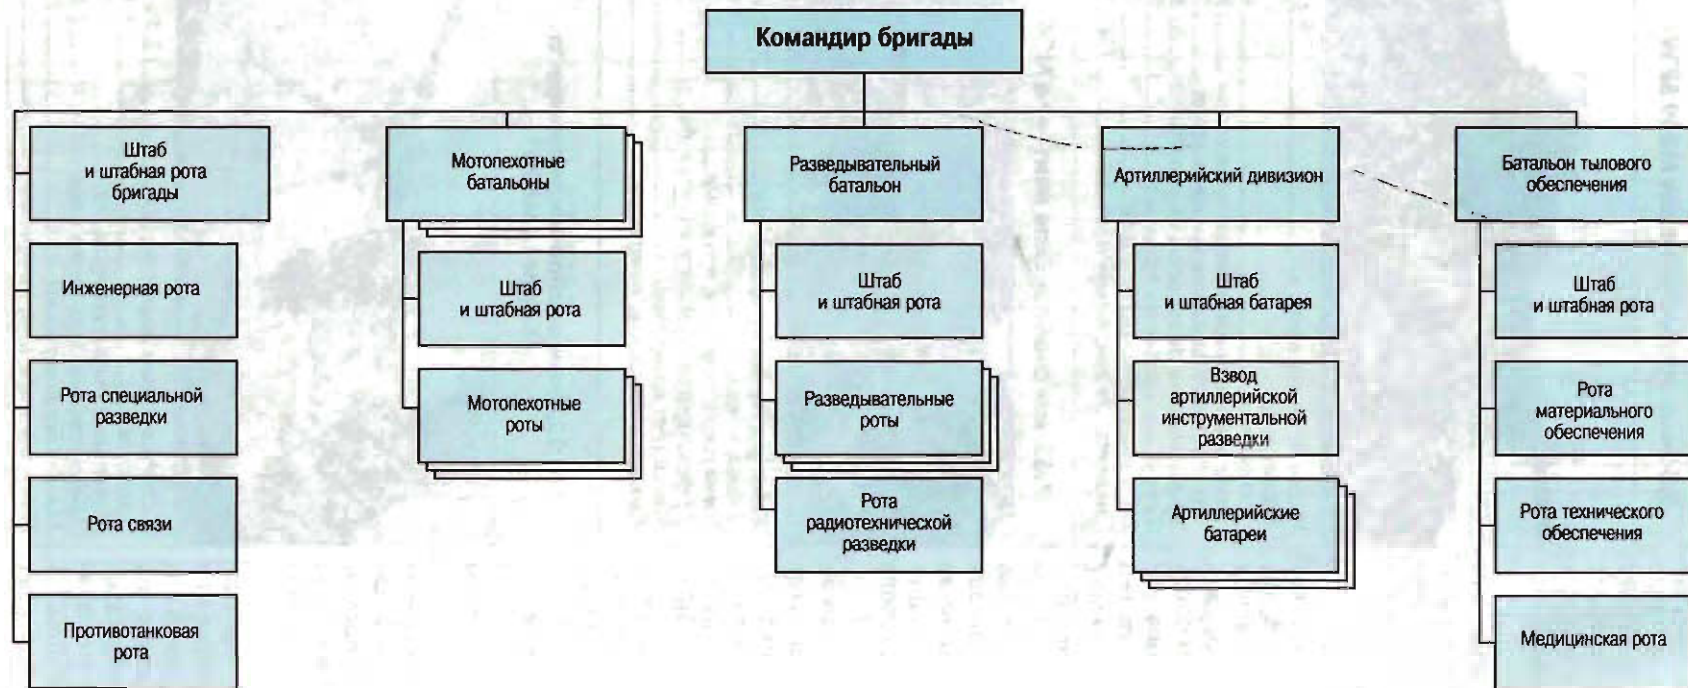 Командир бригады
Штаб
и штабная рота
бригады
Инженерная рота
Рота специальной
разведки
Рота связи
Противотанковая
рота
Мотопехотные
батальоны
Штаб
и штабная рота
Мотопехотные
роты
Разведывательный
батальон
Штаб
и штабная рота
Разведывательные
роты
Рота
радиотехнической
разведки
Артиллерийский дивизион
Штаб
и штабная батарея
Взвод
артиллерийской
инструментальной
разведки
Артиллерийские
батареи
Батальон тылового
обеспечения
Штаб
и штабная рота
Рота
материального
обеспечения
Рота технического
обеспечения
Медицинская рота